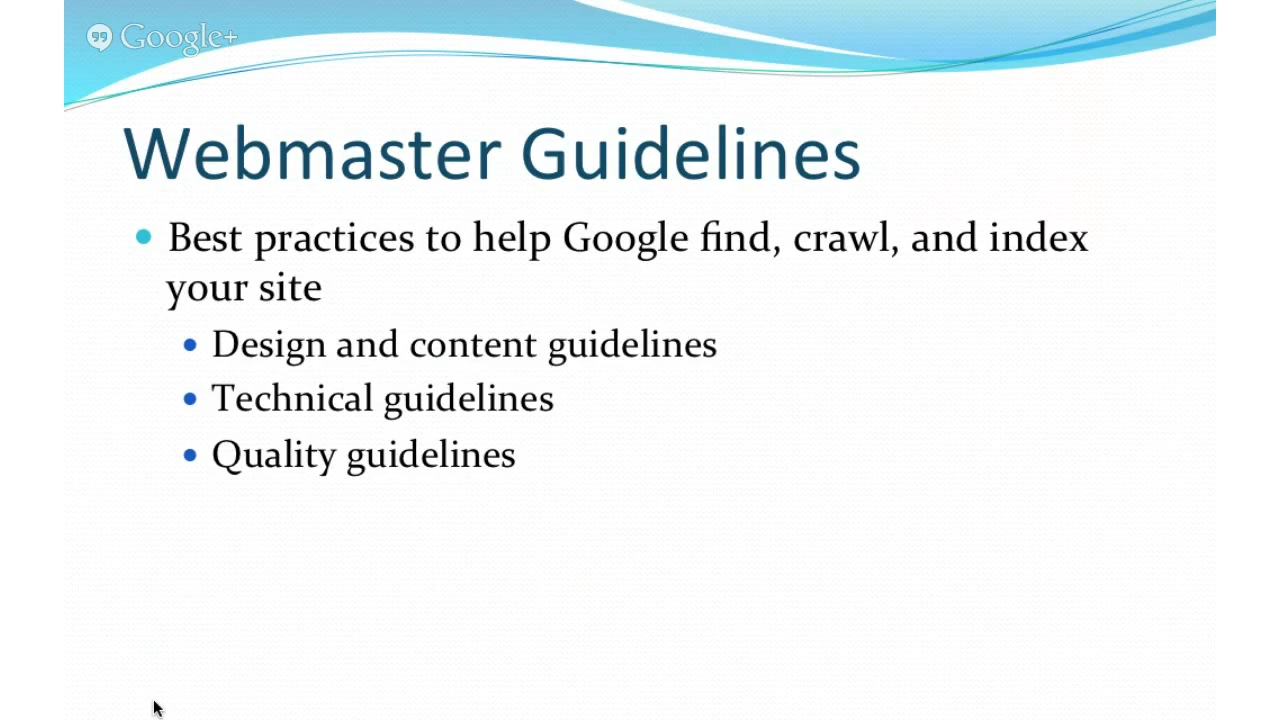 Google+
Webmaster Guidelines
• Best practices to help Google find, crawl, and index
your site
• Design and content guidelines
• Technical guidelines
• Quality guidelines